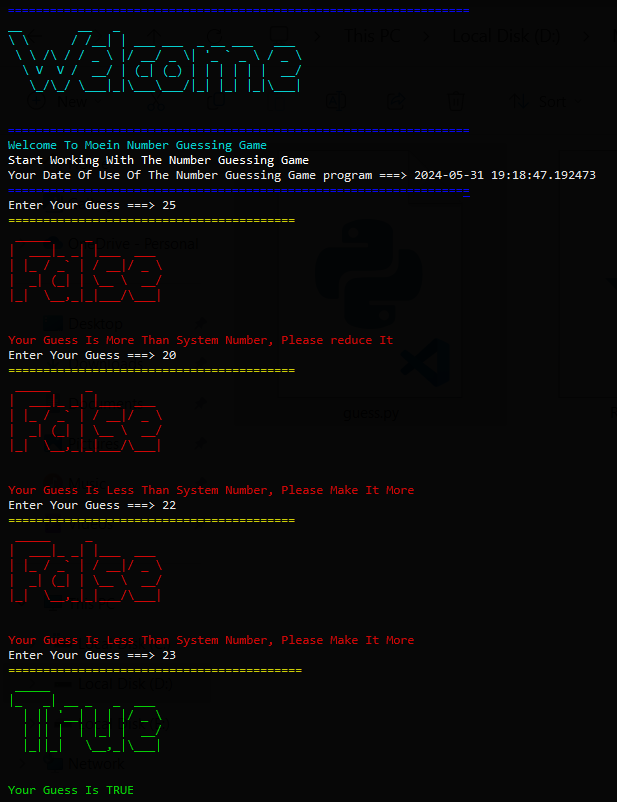 Welcome
Welcome To Moein Number Guessing Game
Start Working With The Number Guessing Game
Your Date Of Use Of The Number Guessing Game program ===> 2024-05-31 19:18:47.192473
Enter Your Guess ===> 25
False
Your Guess Is More Than System Number, Please reduce It
Enter Your Guess ===> 20
False
Your Guess Is Less Than System Number, Please Make It More
Enter Your Guess ===> 22
False
Your Guess Is Less Than System Number, Please Make It More
Enter Your Guess ===> 23
True
Your Guess Is TRUE